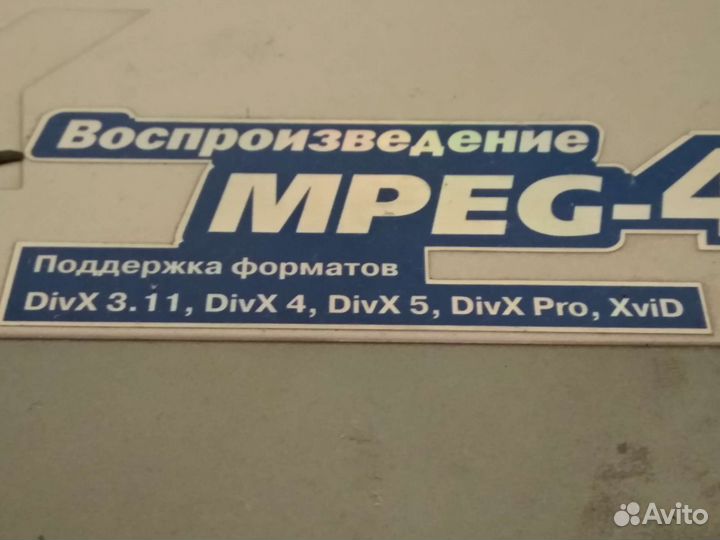 Воспроизведение
MPEG-4
Поддержка форматов
DivX 3.11, DivX 4, DivX 5, DivX Pro, XviD
Avito